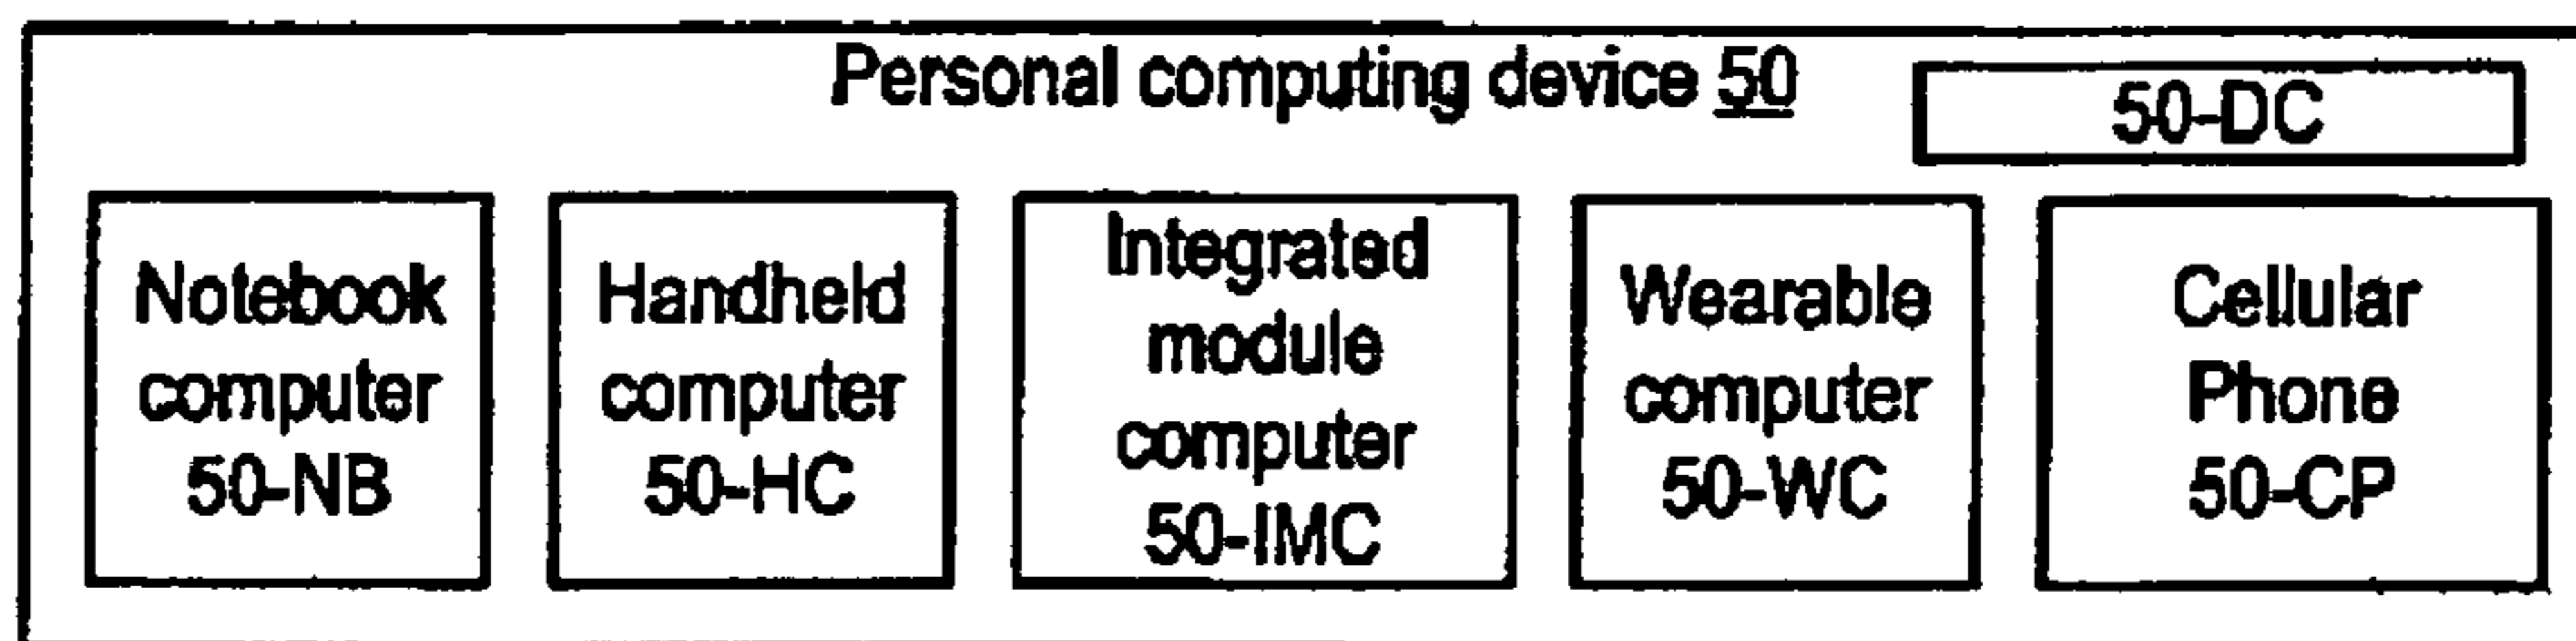 Personal computing device 50
50-DC
Notebook
computer
50-NB
Handheld
computer
50-HC
Integrated
module
computer
50-IMC
Wearable
computer
50-WC
Cellular
Phone
50-CP